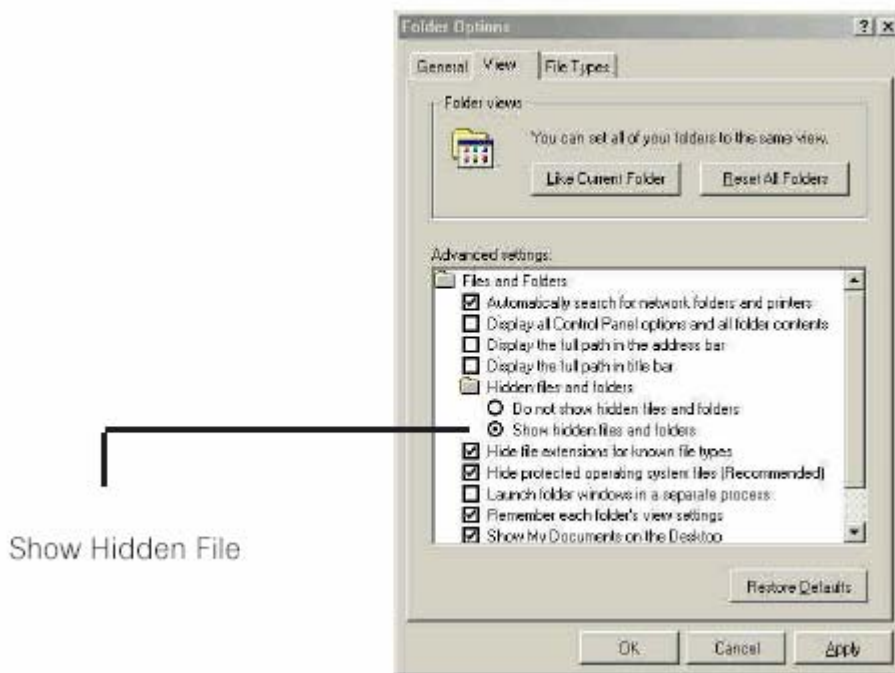 Folder Options
General View File Types
Folder views
You can set all of your folders to the same view.
Like Current Folder Reset All Folders
Advanced settings:
Files and Folders
Automatically search for network folders and printers
Display all Control Panel options and all folder contents
Display the full path in the address bar
Display the full path in title bar
Hidden files and folders
Do not show hidden files and folders
Show hidden files and folders
Hide file extensions for known file types
Hide protected operating system files (Recommended)
Launch folder windows in a separate process
Remember each folder's view settings
Show My Documents on the Desktop
Show Hidden File
Restore Defaults
OK Cancel Apply